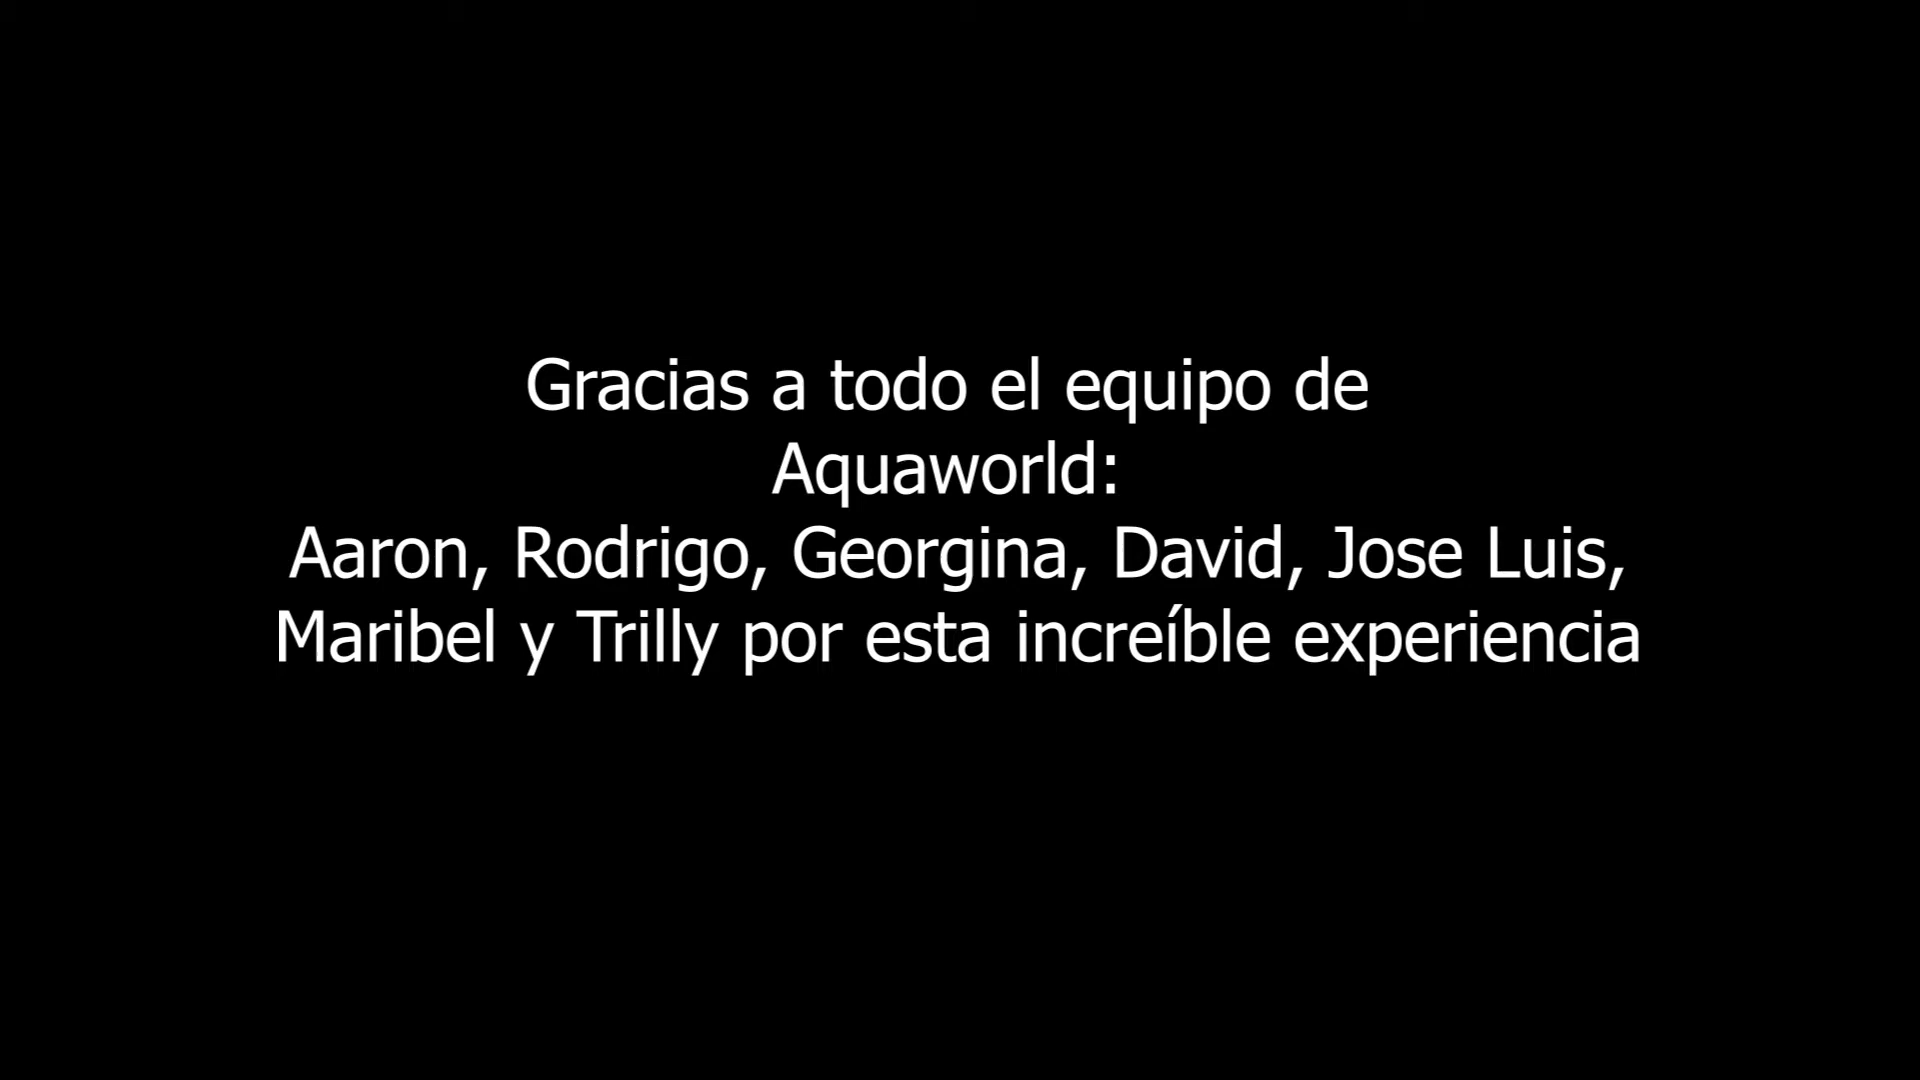 Gracias a todo el equipo de
Aquaworld:
Aaron, Rodrigo, Georgina, David, Jose Luis,
Maribel y Trilly por esta increíble experiencia